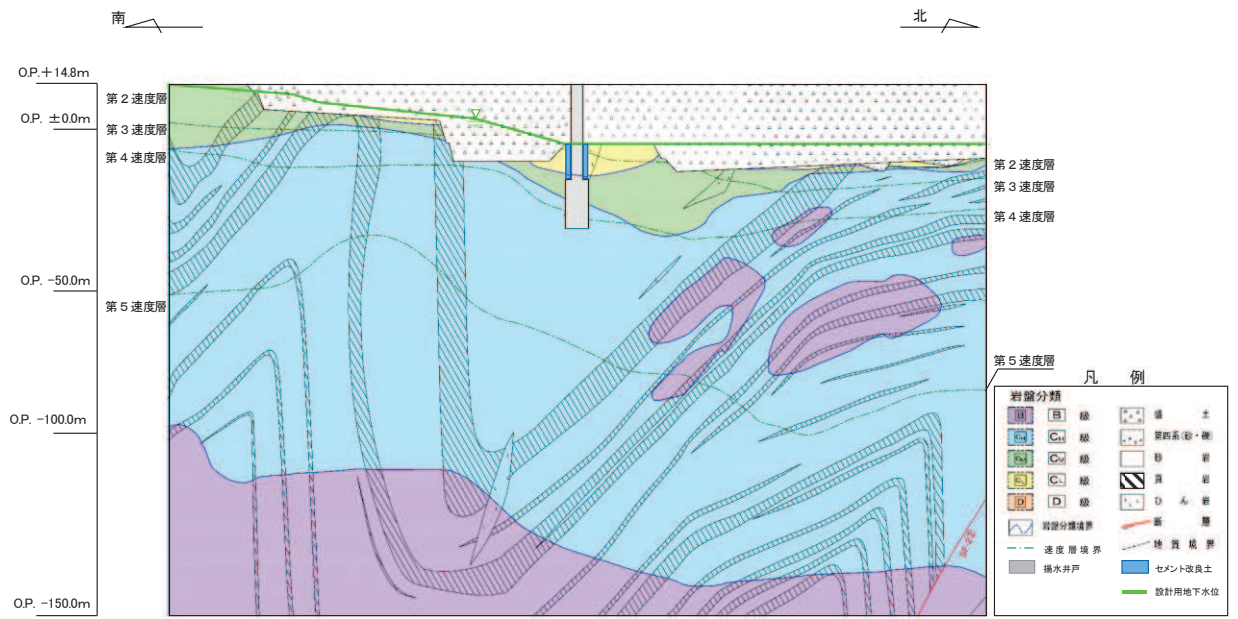 南
北
O.P.＋14.8m
O.P. ±0.0m
O.P. -50.0m
O.P. -100.0m
O.P. -150.0m
第２速度層
第３速度層
第４速度層
第５速度層
第２速度層
第３速度層
第４速度層
第５速度層
SF-2断層
凡 例
岩盤分類
B B 級
CH CH 級
CM CM 級
CL CL 級
D D 級
岩盤分類境界
速度層境界
揚水井戸
盛土
第四系(砂・礫)
砂岩
頁岩
ひん岩
断層
地質境界
セメント改良土
設計用地下水位